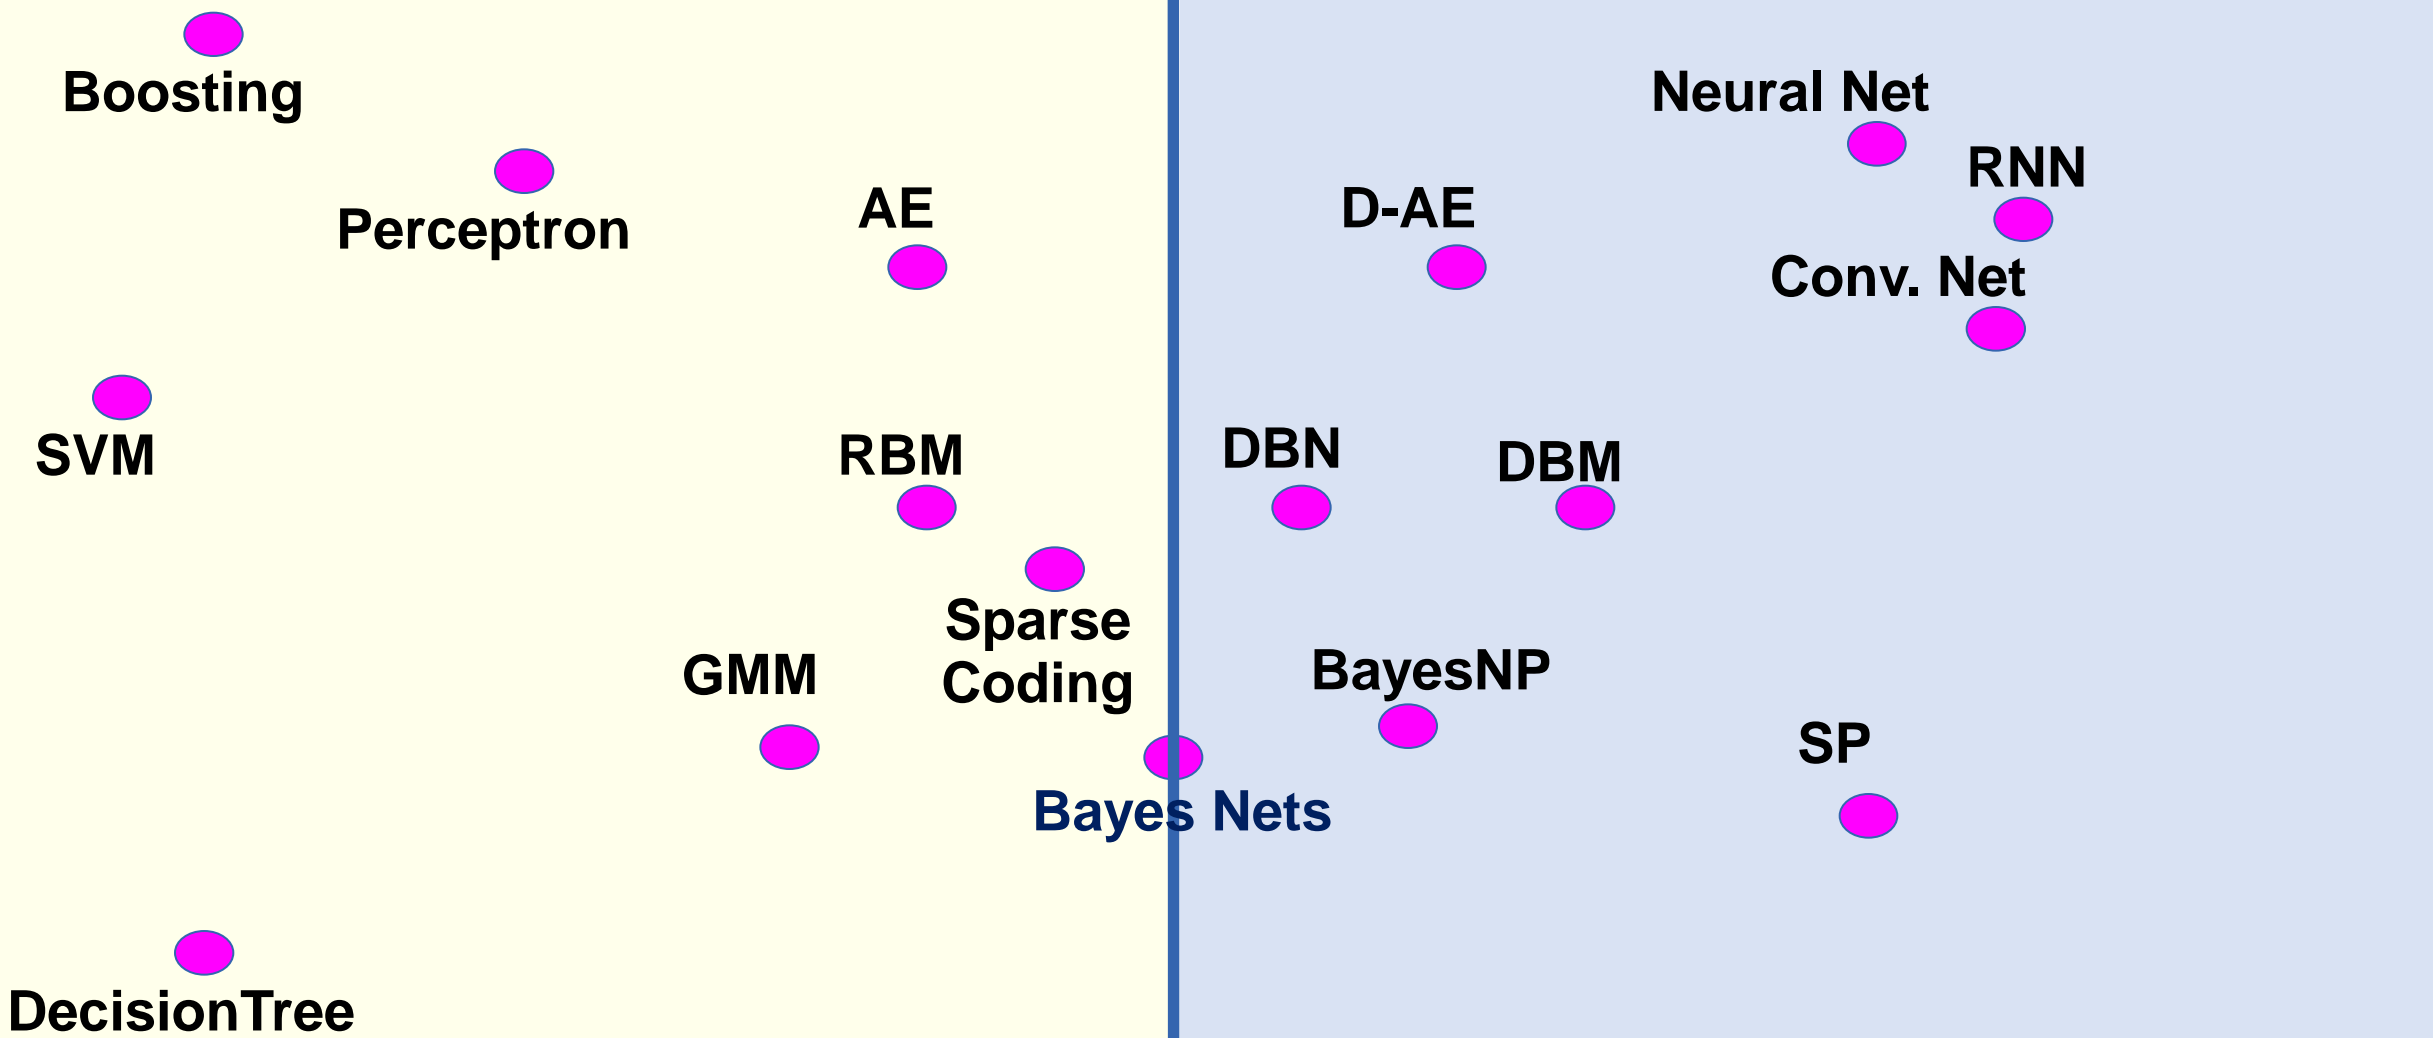 Boosting
Neural Net
RNN
Perceptron
AE
D-AE
Conv. Net
SVM
RBM
DBN
DBM
Sparse
Coding
GMM
BayesNP
SP
Bayes Nets
DecisionTree